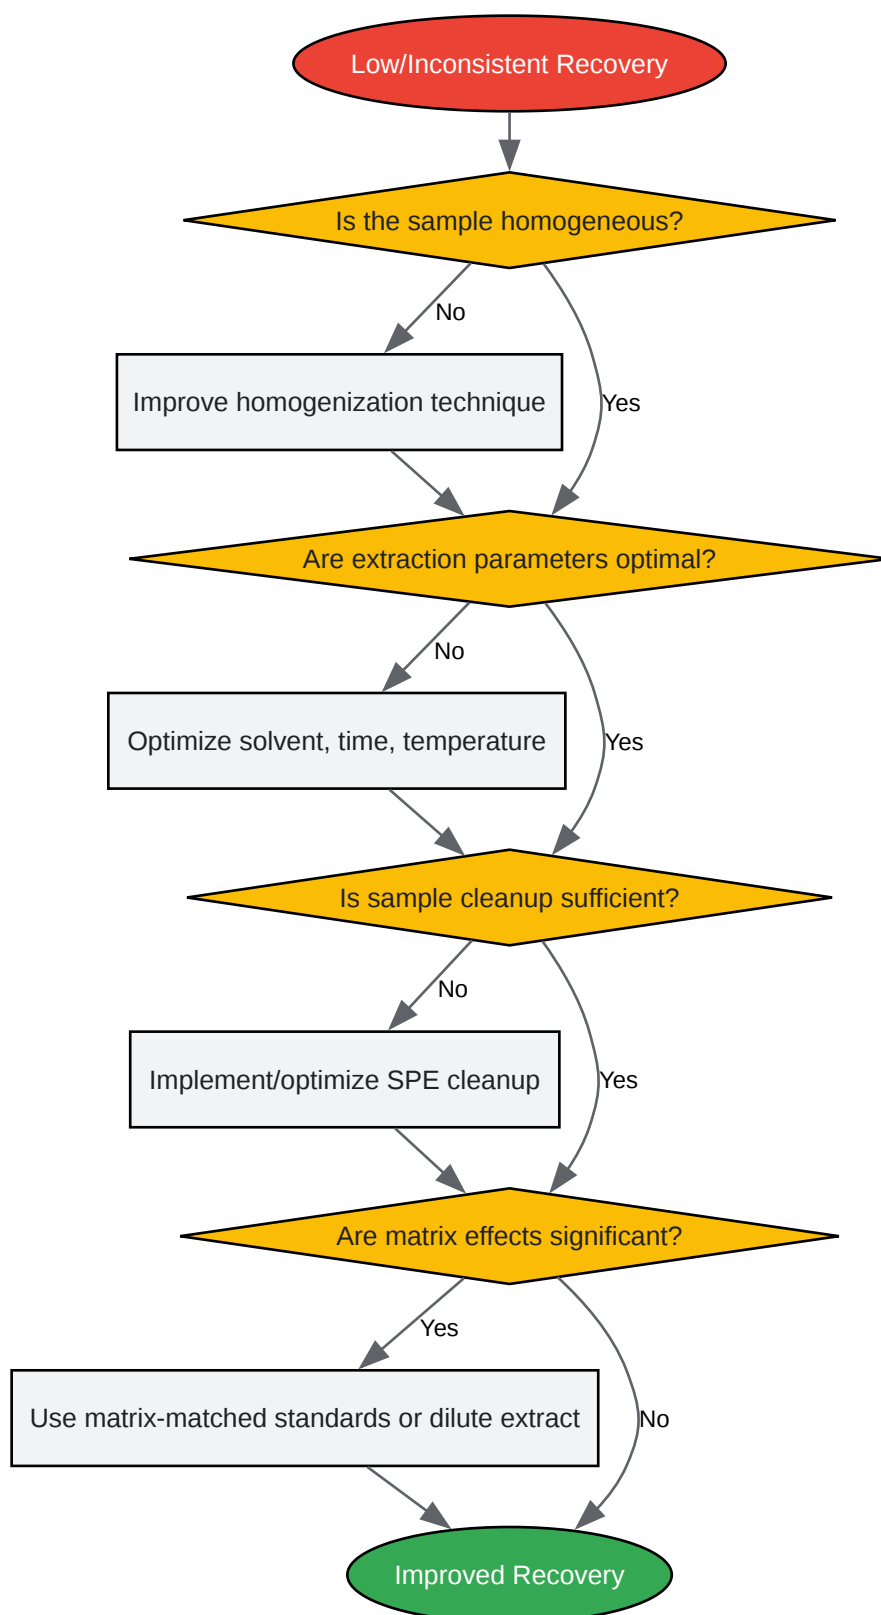 Low/Inconsistent Recovery
Is the sample homogeneous?
No
Improve homogenization technique
Yes
Are extraction parameters optimal?
No
Optimize solvent, time, temperature
Yes
Is sample cleanup sufficient?
No
Implement/optimize SPE cleanup
Yes
Are matrix effects significant?
Yes
Use matrix-matched standards or dilute extract
No
Improved Recovery